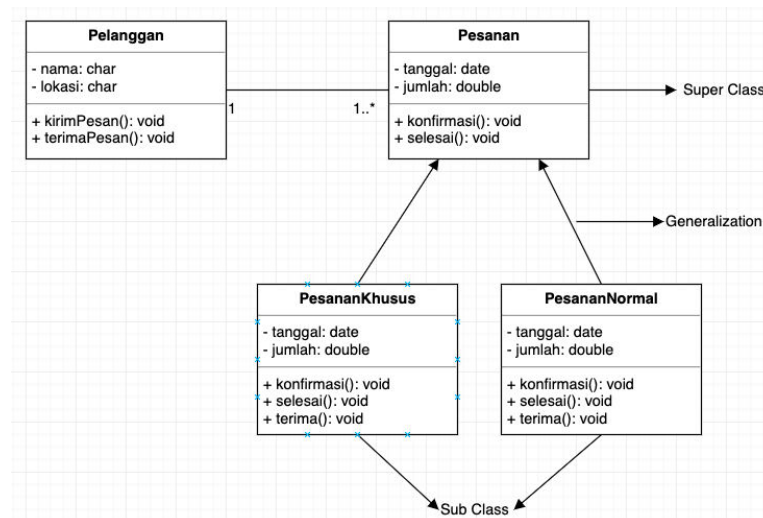 Pelanggan
- nama: char
- lokasi: char
+ kirimPesan(): void
+ terimaPesan(): void
1
1..*
Pesanan
- tanggal: date
- jumlah: double
+ konfirmasi(): void
+ selesai(): void
Super Class
Generalization
PesananKhusus
- tanggal: date
- jumlah: double
+ konfirmasi(): void
+ selesai(): void
+ terima(): void
PesananNormal
- tanggal: date
- jumlah: double
+ konfirmasi(): void
+ selesai(): void
+ terima(): void
Sub Class